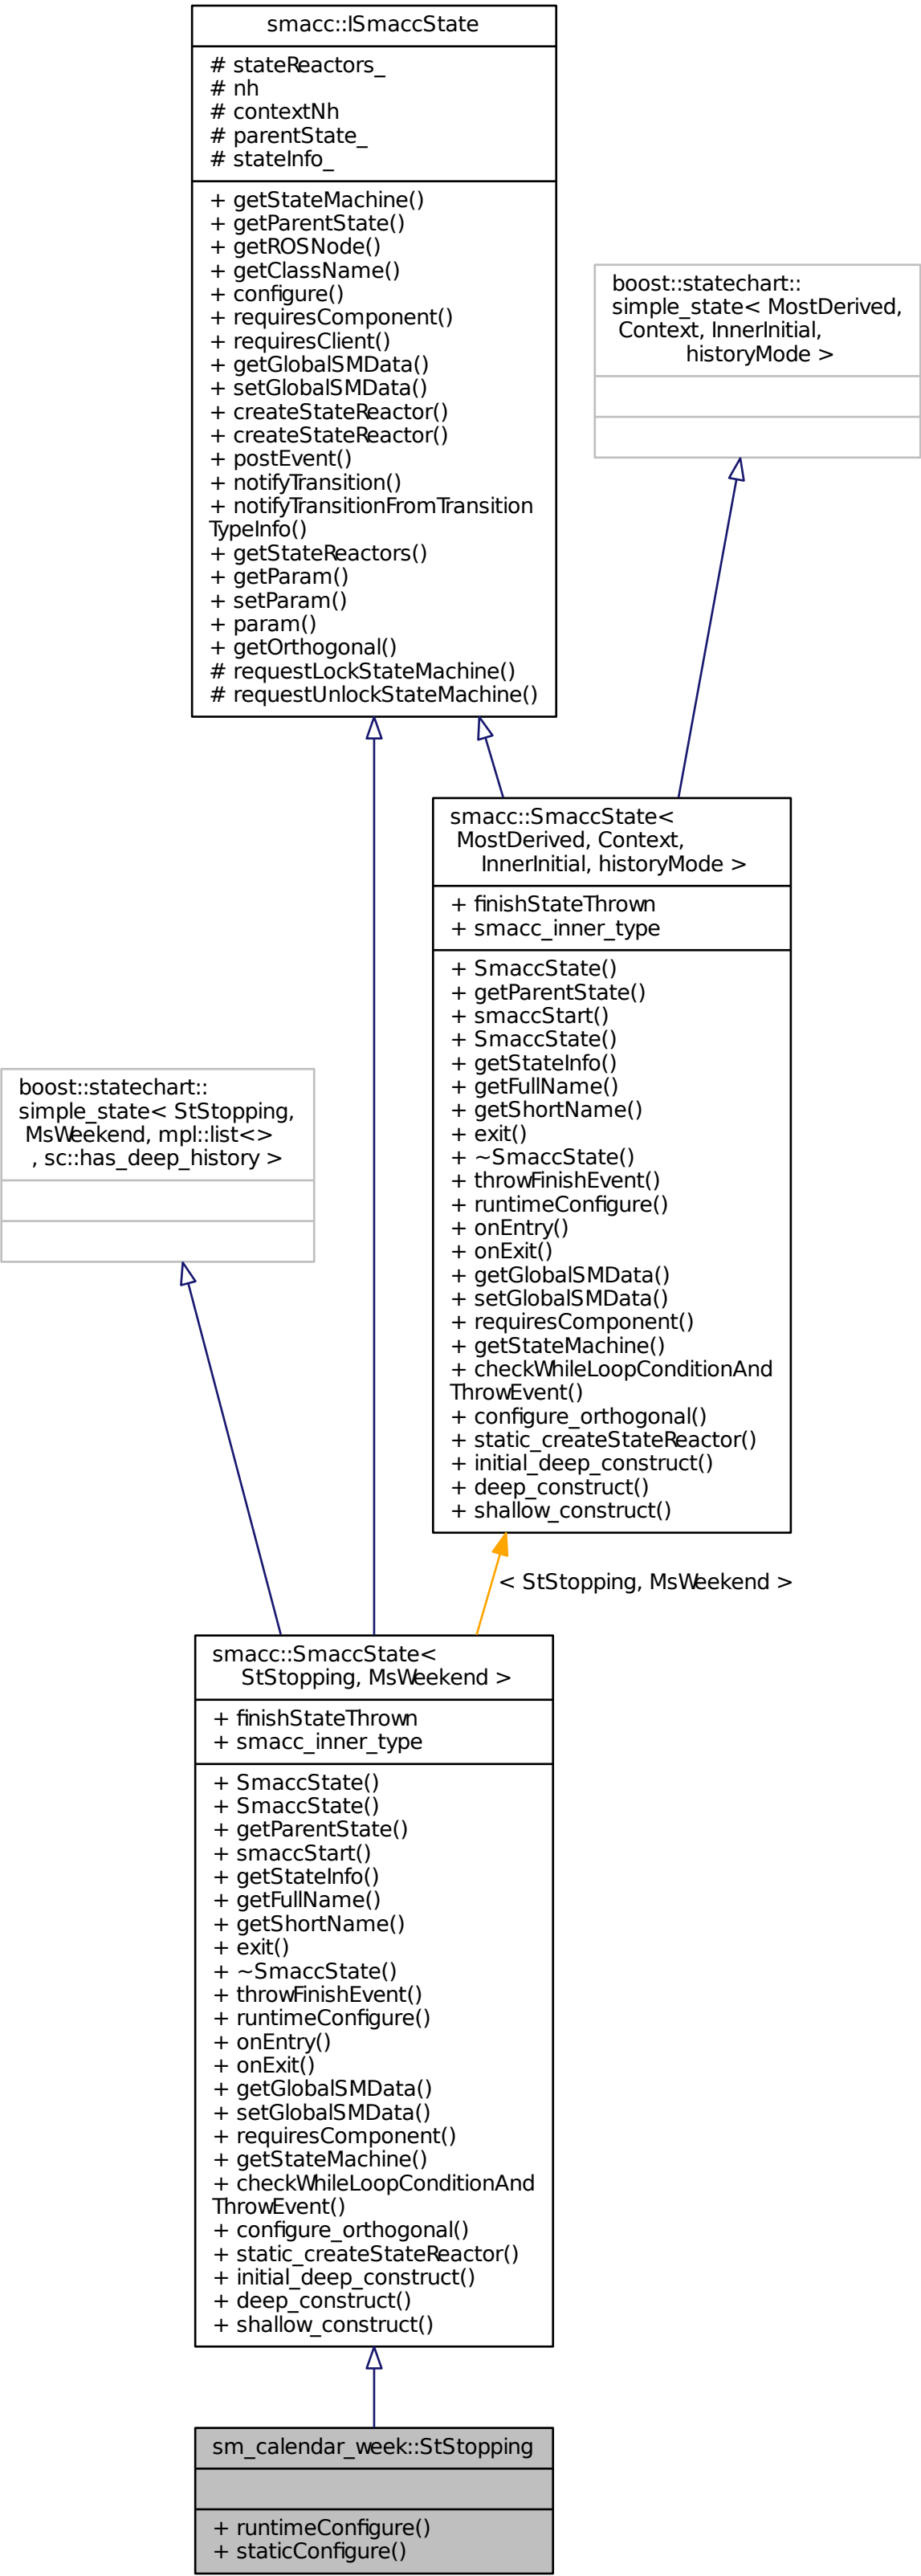 smacc::ISmaccState
# stateReactors_
# nh
# contextNh
# parentState_
# stateInfo_
+ getStateMachine()
+ getParentState()
+ getROSNode()
+ getClassName()
+ configure()
+ requiresComponent()
+ requiresClient()
+ getGlobalSMData()
+ setGlobalSMData()
+ createStateReactor()
+ createStateReactor()
+ postEvent()
+ notifyTransition()
+ notifyTransitionFromTransition
TypeInfo()
+ getStateReactors()
+ getParam()
+ setParam()
+ param()
+ getOrthogonal()
# requestLockStateMachine()
# requestUnlockStateMachine()
boost::statechart::
simple_state< MostDerived,
Context, InnerInitial,
historyMode >
smacc::SmaccState<
MostDerived, Context,
InnerInitial, historyMode >
+ finishStateThrown
+ smacc_inner_type
+ SmaccState()
+ getParentState()
+ smaccStart()
+ SmaccState()
+ getStateInfo()
+ getFullName()
+ getShortName()
+ exit()
+ ~SmaccState()
+ throwFinishEvent()
+ runtimeConfigure()
+ onEntry()
+ onExit()
+ getGlobalSMData()
+ setGlobalSMData()
+ requiresComponent()
+ getStateMachine()
+ checkWhileLoopConditionAnd
ThrowEvent()
+ configure_orthogonal()
+ static_createStateReactor()
+ initial_deep_construct()
+ deep_construct()
+ shallow_construct()
boost::statechart::
simple_state< StStopping,
MsWeekend, mpl::list<>
, sc::has_deep_history >
< StStopping, MsWeekend >
smacc::SmaccState<
StStopping, MsWeekend >
+ finishStateThrown
+ smacc_inner_type
+ SmaccState()
+ SmaccState()
+ getParentState()
+ smaccStart()
+ getStateInfo()
+ getFullName()
+ getShortName()
+ exit()
+ ~SmaccState()
+ throwFinishEvent()
+ runtimeConfigure()
+ onEntry()
+ onExit()
+ getGlobalSMData()
+ setGlobalSMData()
+ requiresComponent()
+ getStateMachine()
+ checkWhileLoopConditionAnd
ThrowEvent()
+ configure_orthogonal()
+ static_createStateReactor()
+ initial_deep_construct()
+ deep_construct()
+ shallow_construct()
sm_calendar_week::StStopping
+ runtimeConfigure()
+ staticConfigure()